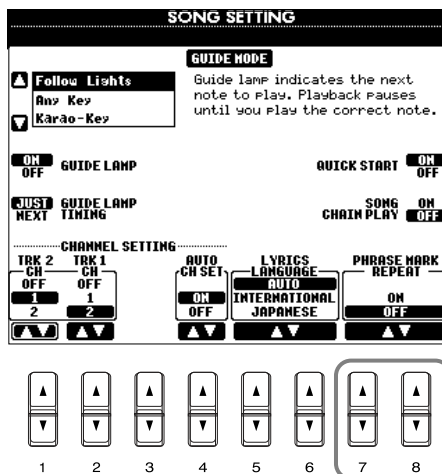 SONG SETTING
GUIDE MODE
Follow Lights
Any Key
Karao-Key
Guide lamp indicates the next
note to play. Playback pauses
until you play the correct note.
ON
OFF
GUIDE LAMP
QUICK START
ON
OFF
JUST
NEXT
GUIDE LAMP
TIMING
SONG
CHAIN PLAY
ON
OFF
CHANNEL SETTING
TRK 2
CH
OFF
1
2
TRK 1
CH
OFF
1
2
AUTO
CH SET
ON
OFF
LYRICS
LANGUAGE
AUTO
INTERNATIONAL
JAPANESE
PHRASE MARK
REPEAT
ON
OFF
1 2 3 4 5 6 7 8